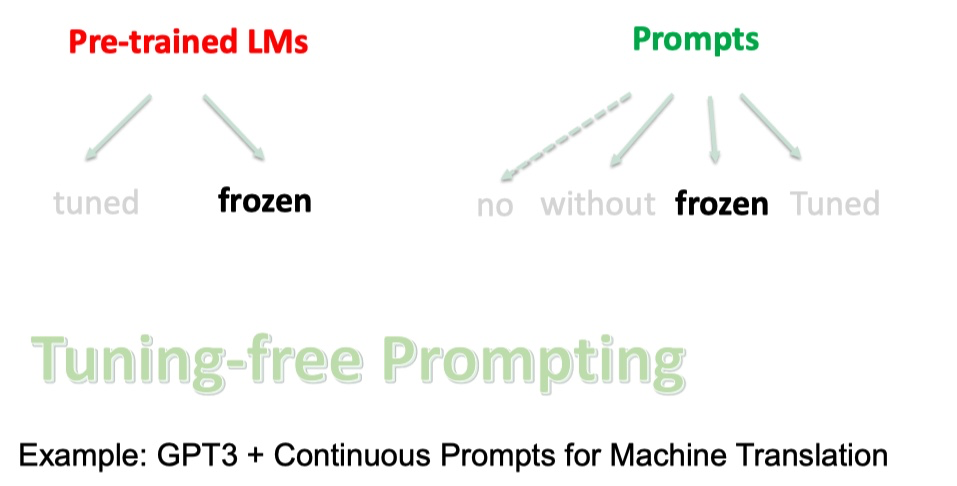 Pre-trained LMs
Prompts
tuned
frozen
no without frozen Tuned
Tuning-free Prompting
Example: GPT3 + Continuous Prompts for Machine Translation